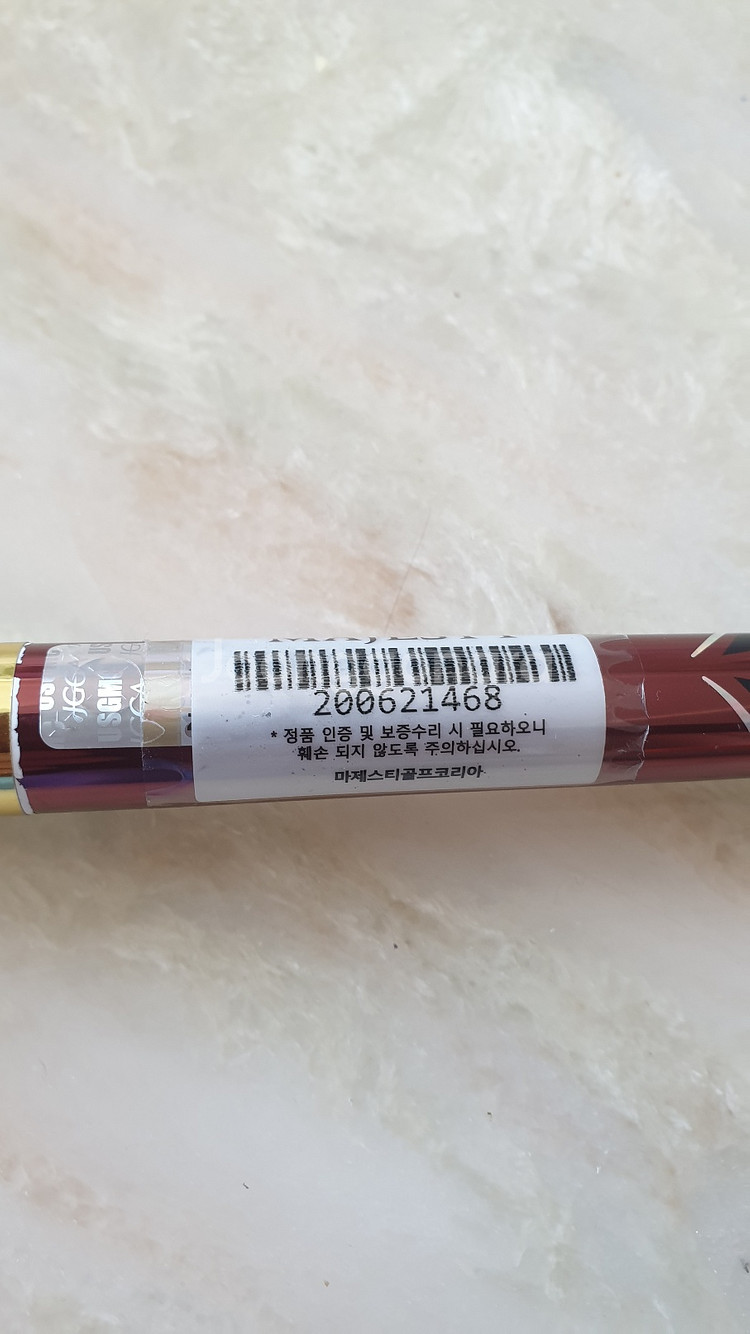 MAJESTY
200621468
* 정품 인증 및 보증수리 시 필요하오니
훼손 되지 않도록 주의하십시오.
마제스티골프코리아
USGMI